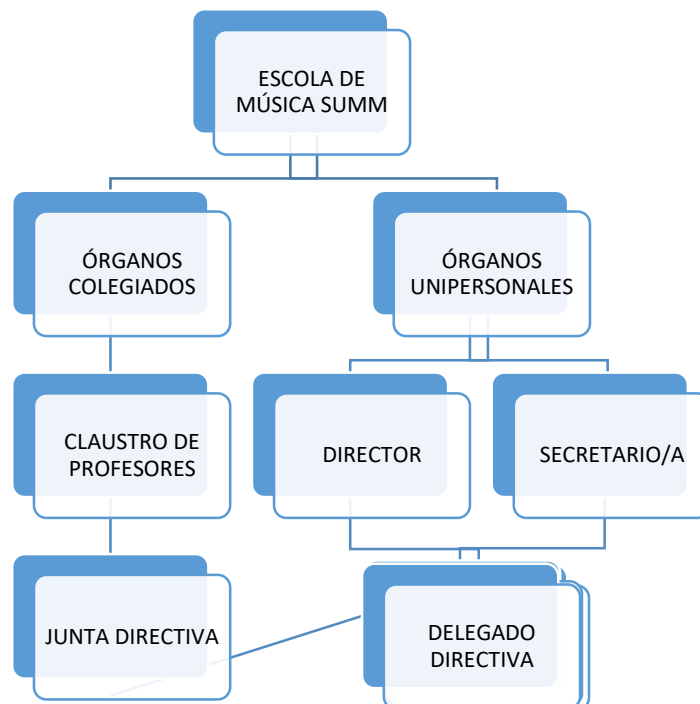 ESCOLA DE
MÚSICA SUMM
ÓRGANOS
COLEGIADOS
ÓRGANOS
UNIPERSONALES
CLAUSTRO DE
PROFESORES
DIRECTOR
SECRETARIO/A
JUNTA DIRECTIVA
DELEGADO
DIRECTIVA